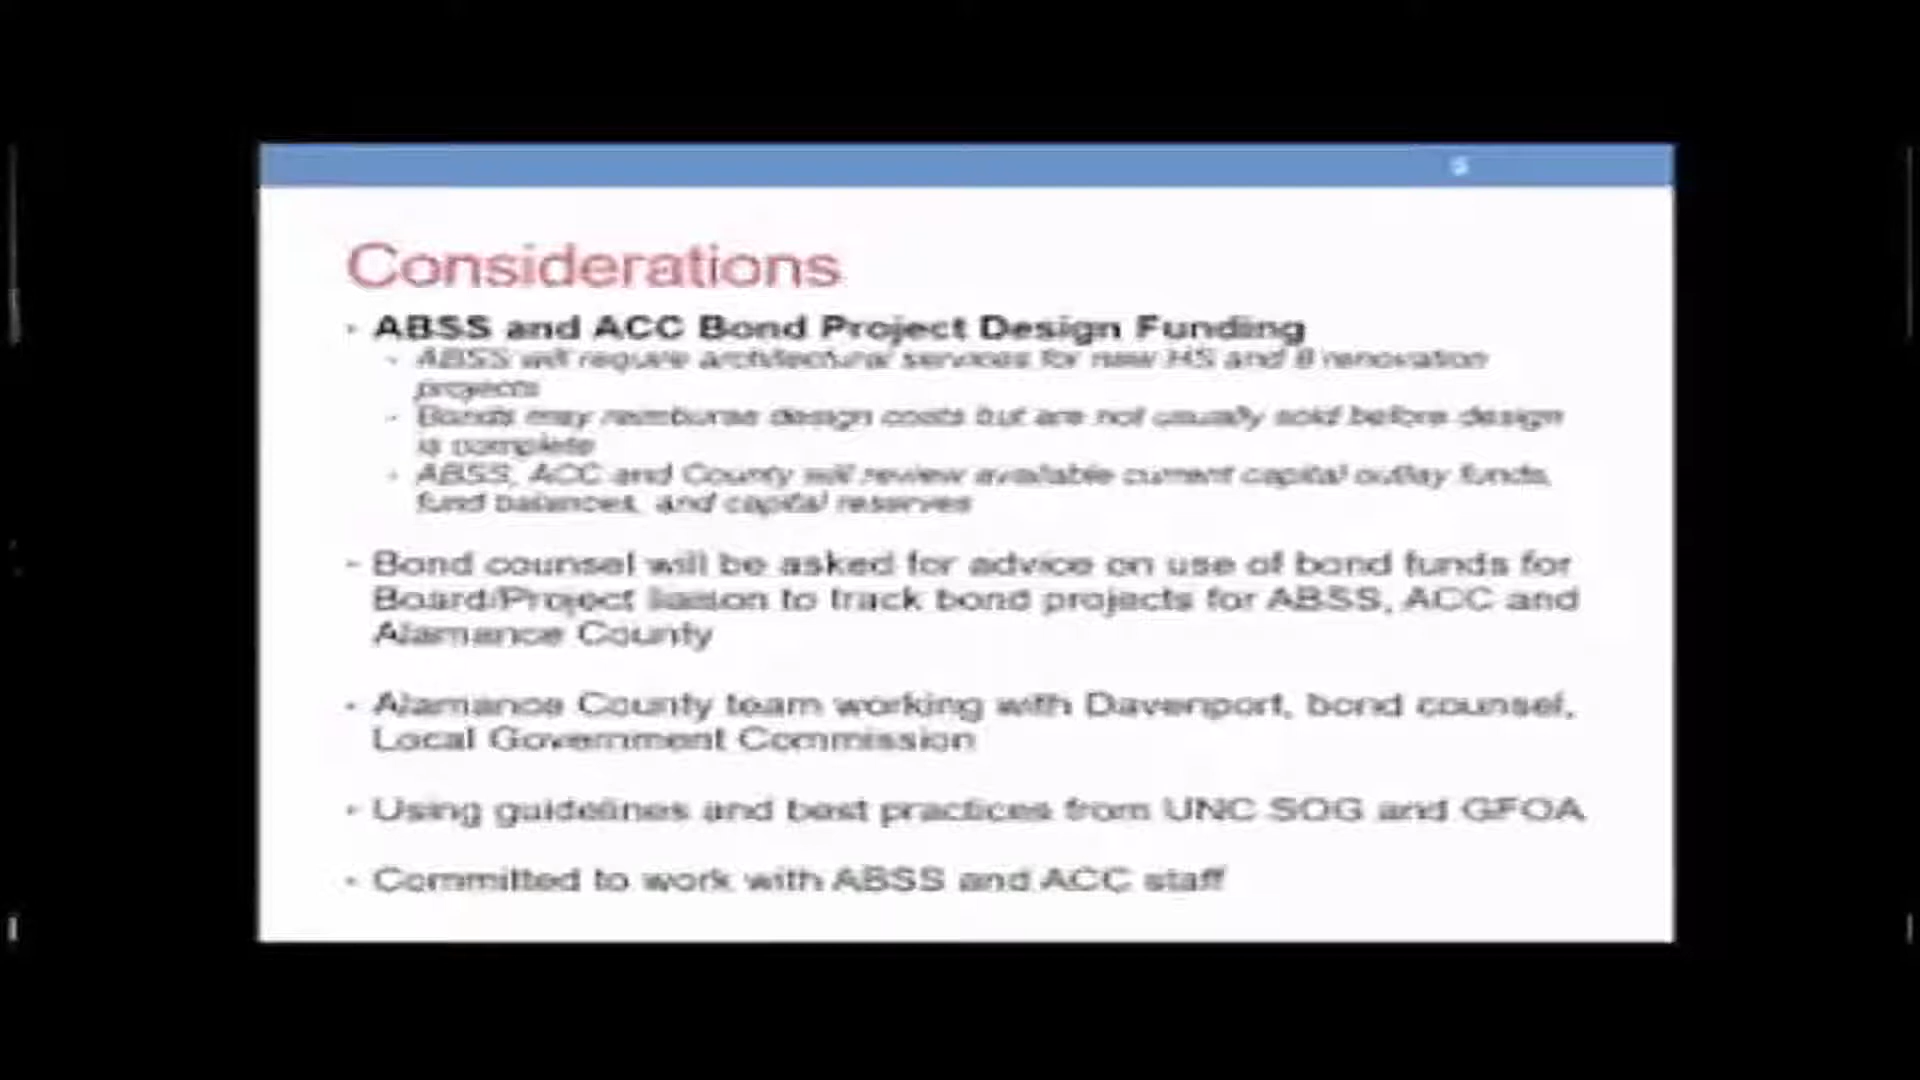 5
Considerations
• ABSS and ACC Bond Project Design Funding
• ABSS will require architectural services for new HS and 8 renovation
projects
• Bonds may reimburse design costs but are not usually sold before design
is complete
• ABSS, ACC and County will review available current capital outlay funds,
fund balances, and capital reserves
• Bond counsel will be asked for advice on use of bond funds for
Board/Project liaison to track bond projects for ABSS, ACC and
Alamance County
• Alamance County team working with Davenport, bond counsel,
Local Government Commission
• Using guidelines and best practices from UNC SOG and GFOA
• Committed to work with ABSS and ACC staff